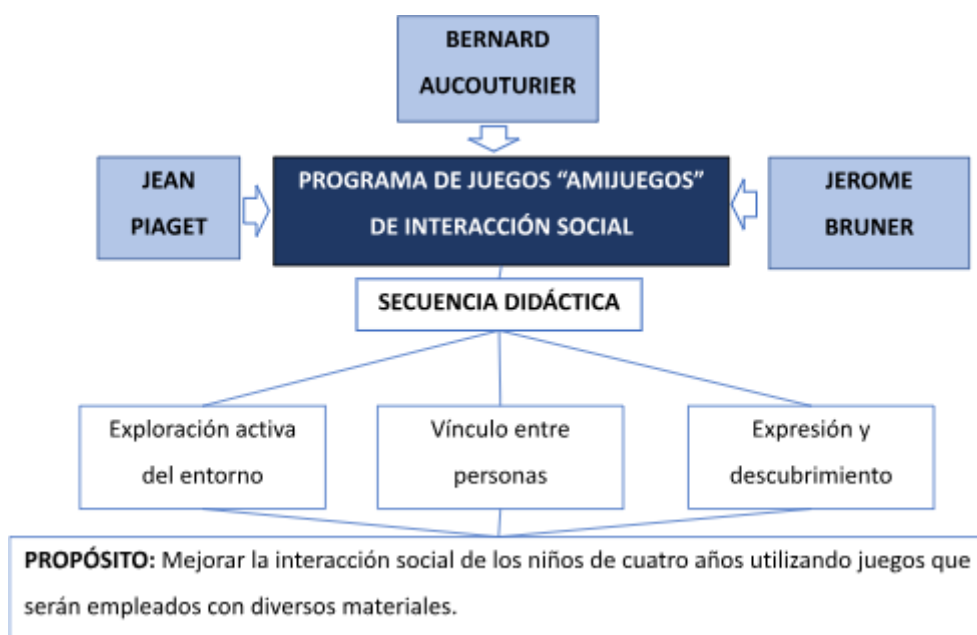 BERNARD
AUCOUTURIER
JEAN
PIAGET
PROGRAMA DE JUEGOS “AMIJUEGOS”
DE INTERACCIÓN SOCIAL
JEROME
BRUNER
SECUENCIA DIDÁCTICA
Exploración activa
del entorno
Vínculo entre
personas
Expresión y
descubrimiento
PROPÓSITO: Mejorar la interacción social de los niños de cuatro años utilizando juegos que
serán empleados con diversos materiales.